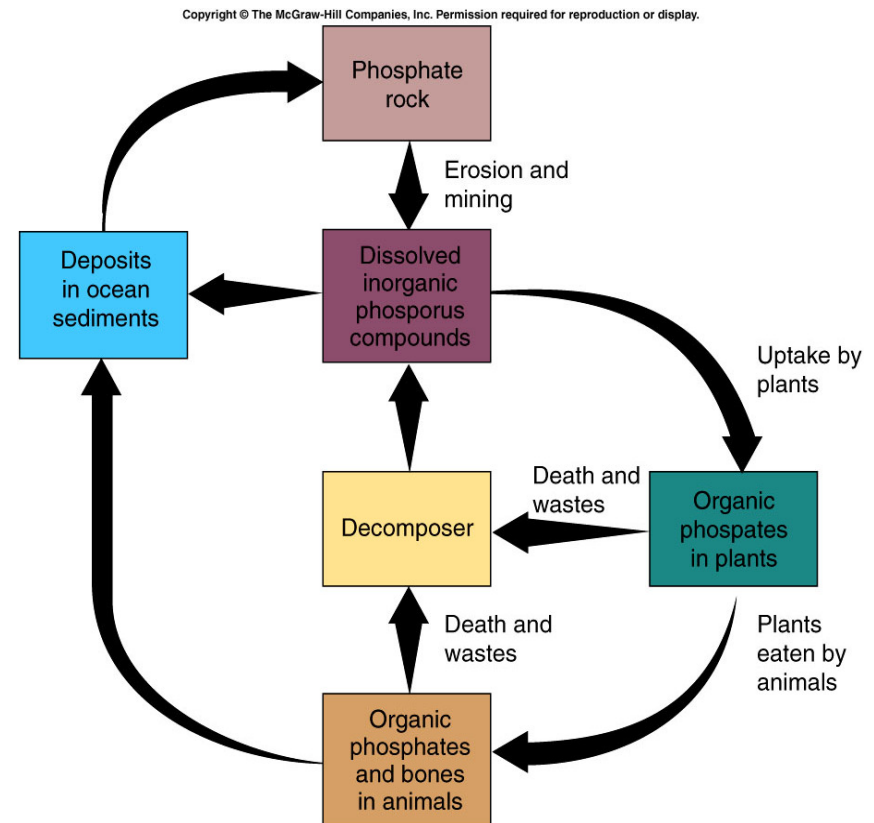 Copyright © The McGraw-Hill Companies, Inc. Permission required for reproduction or display.
Phosphate
rock
Erosion and
mining
Deposits
in ocean
sediments
Dissolved
inorganic
phosporus
compounds
Uptake by
plants
Death and
wastes
Decomposer
Organic
phospates
in plants
Death and
wastes
Plants
eaten by
animals
Organic
phosphates
and bones
in animals